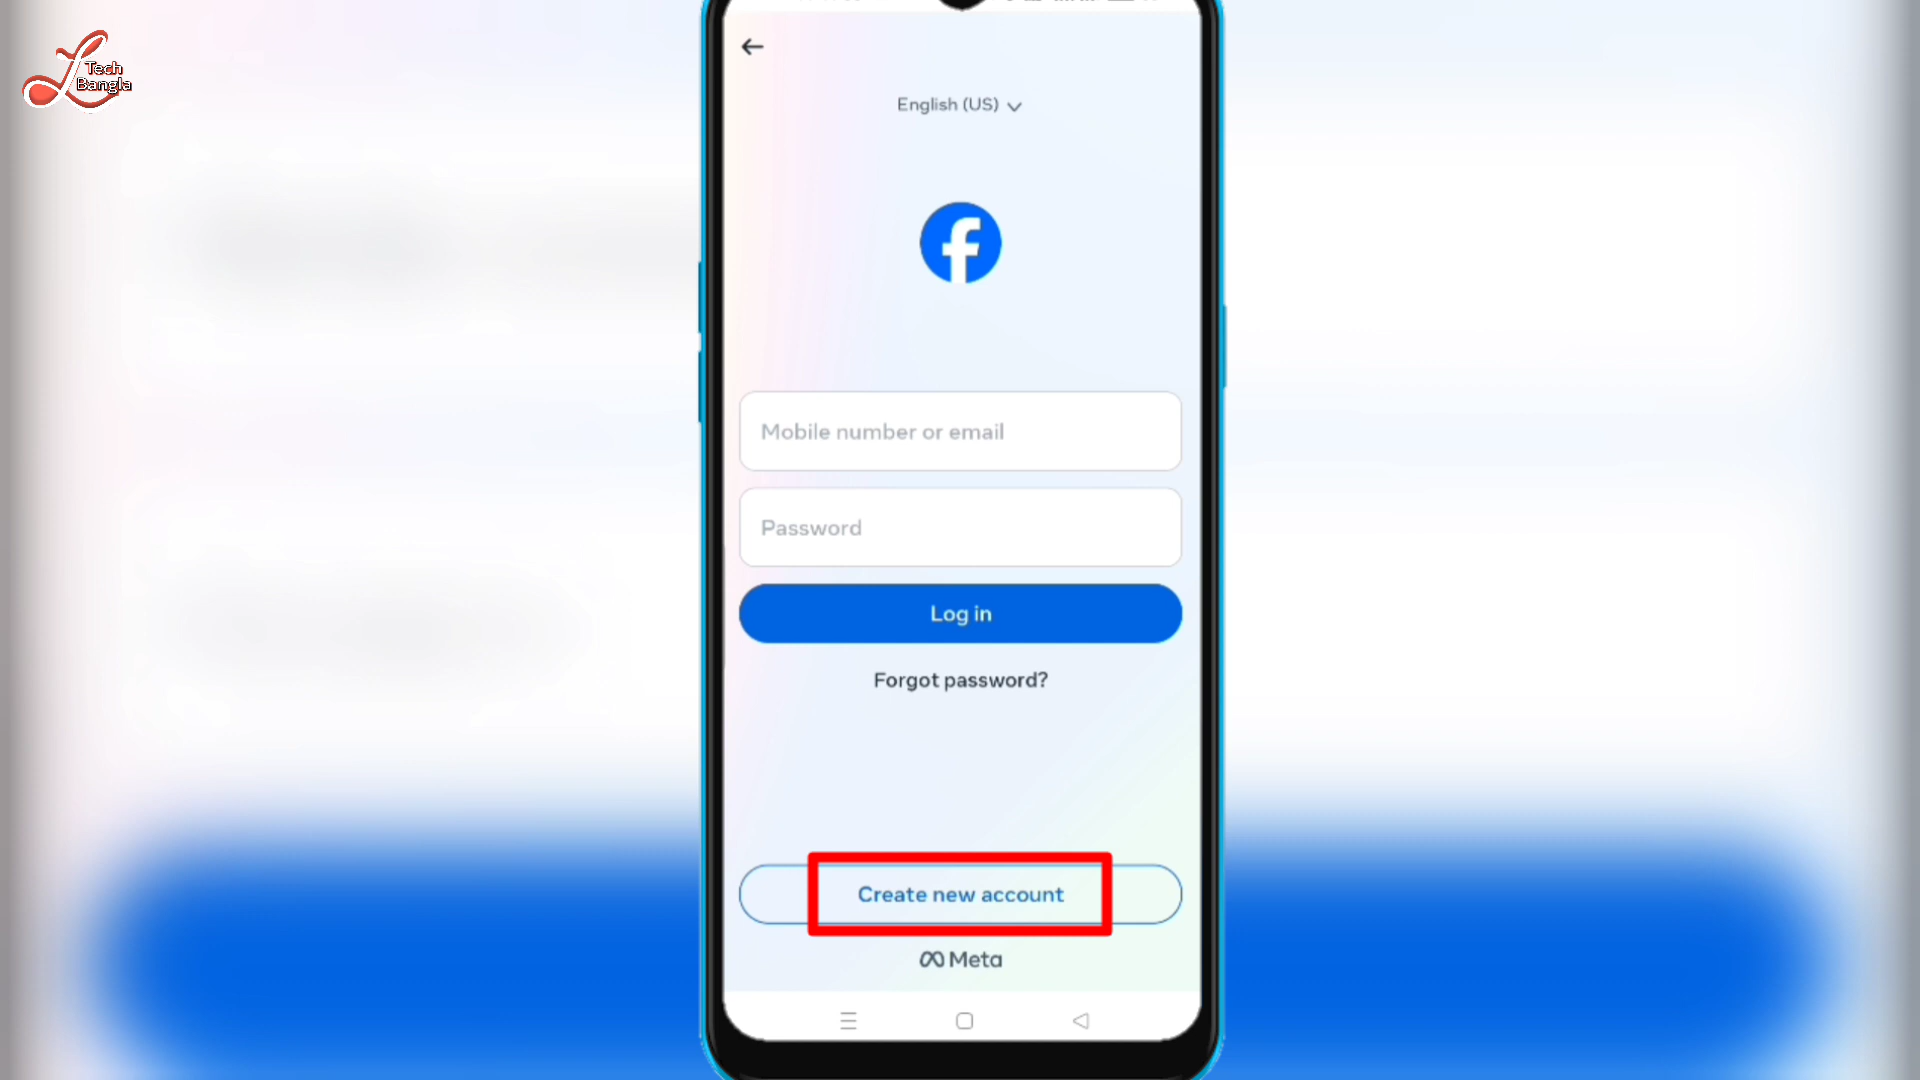 Tech
Bangla
English (US)
Mobile number or email
Password
Log in
Forgot password?
Create new account
Meta